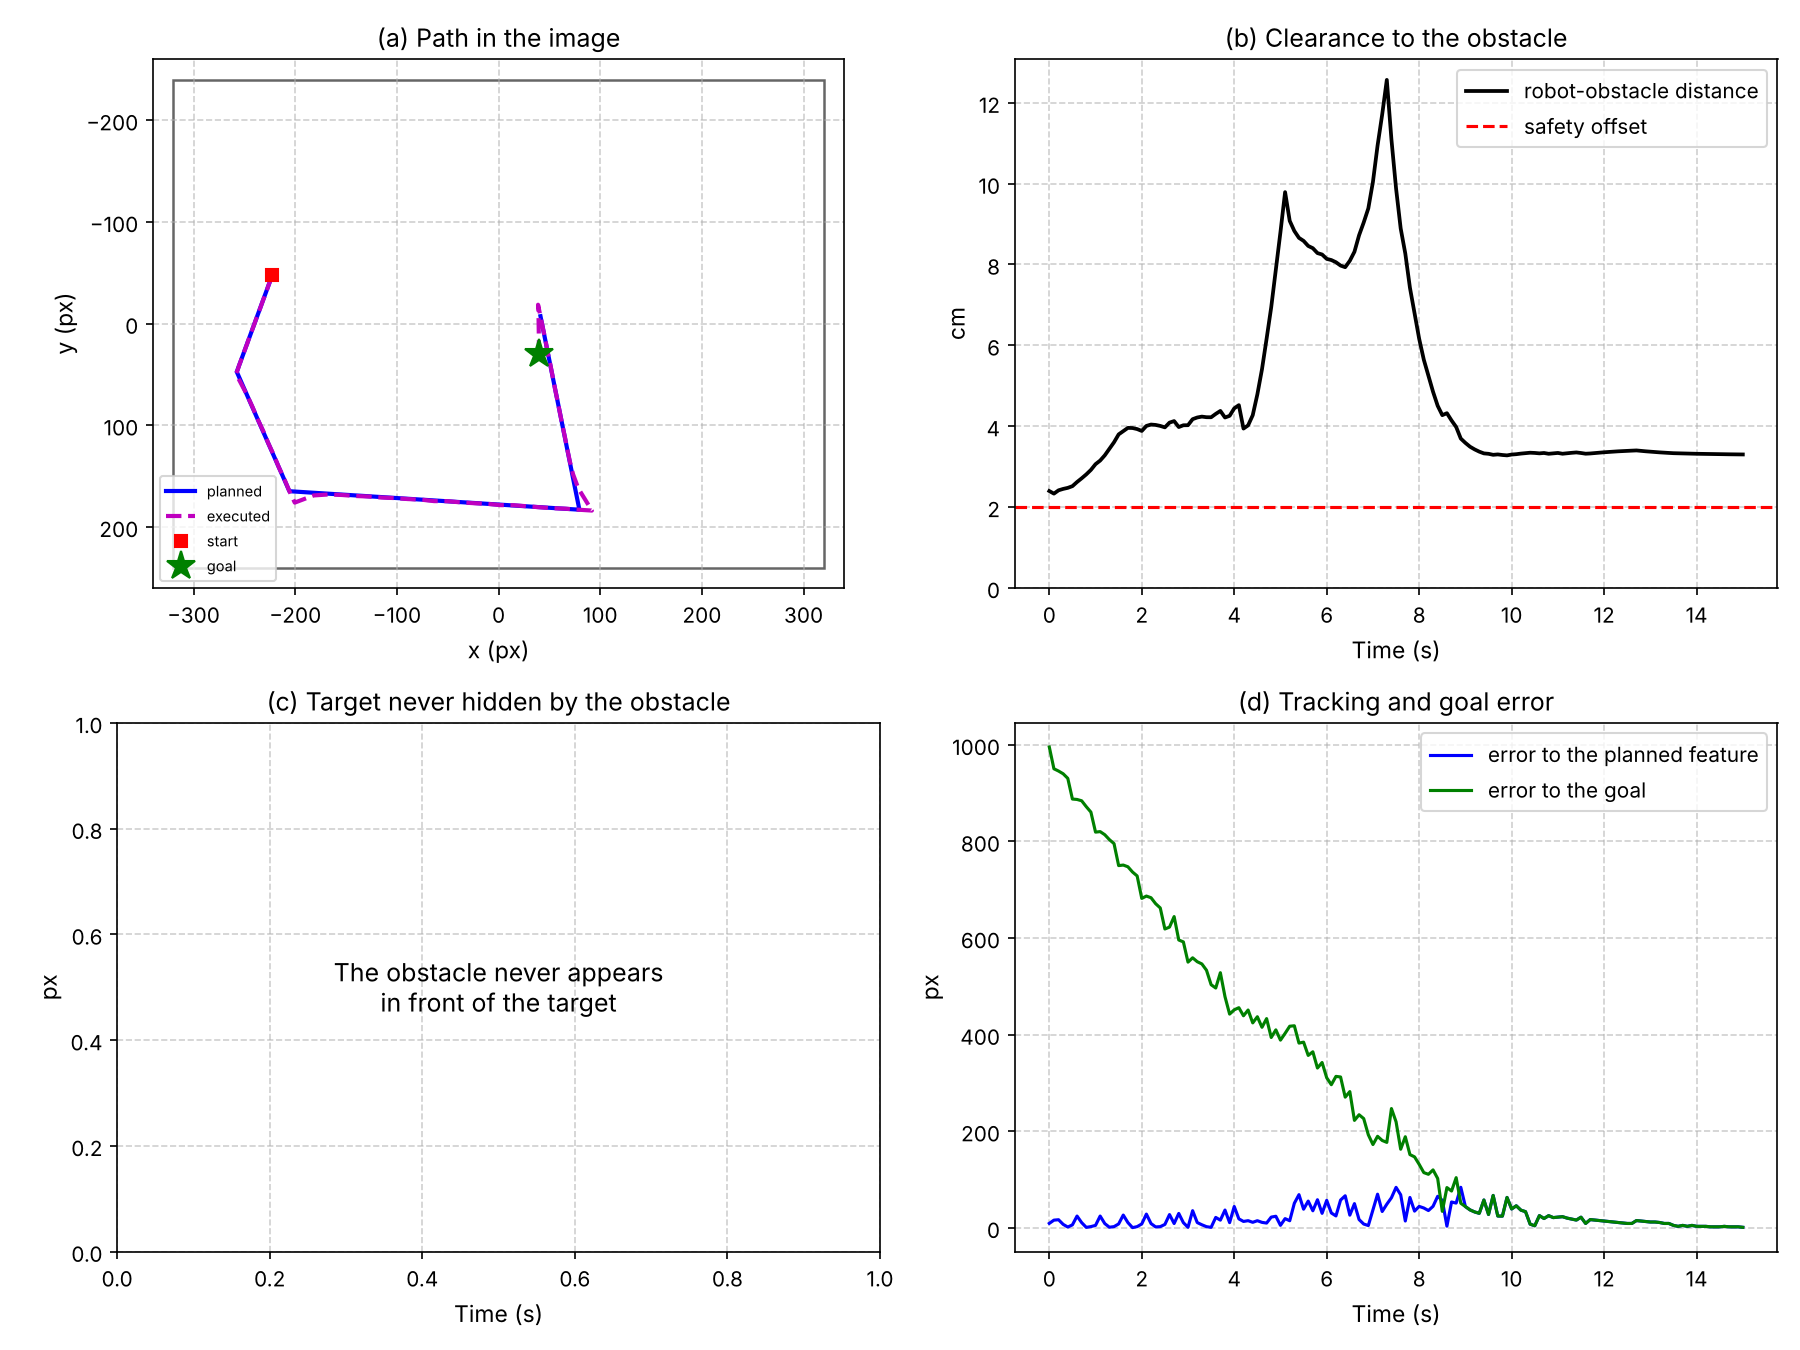 (a) Path in the image
y (px)
−200
−100
0
100
200
planned
executed
start
goal
−300
−200
−100
0
100
200
300
x (px)
(b) Clearance to the obstacle
cm
12
10
8
6
4
2
0
robot-obstacle distance
safety offset
0
2
4
6
8
10
12
14
Time (s)
(c) Target never hidden by the obstacle
px
1.0
0.8
0.6
0.4
0.2
0.0
The obstacle never appears
in front of the target
0.0
0.2
0.4
0.6
0.8
1.0
Time (s)
(d) Tracking and goal error
px
1000
800
600
400
200
0
error to the planned feature
error to the goal
0
2
4
6
8
10
12
14
Time (s)